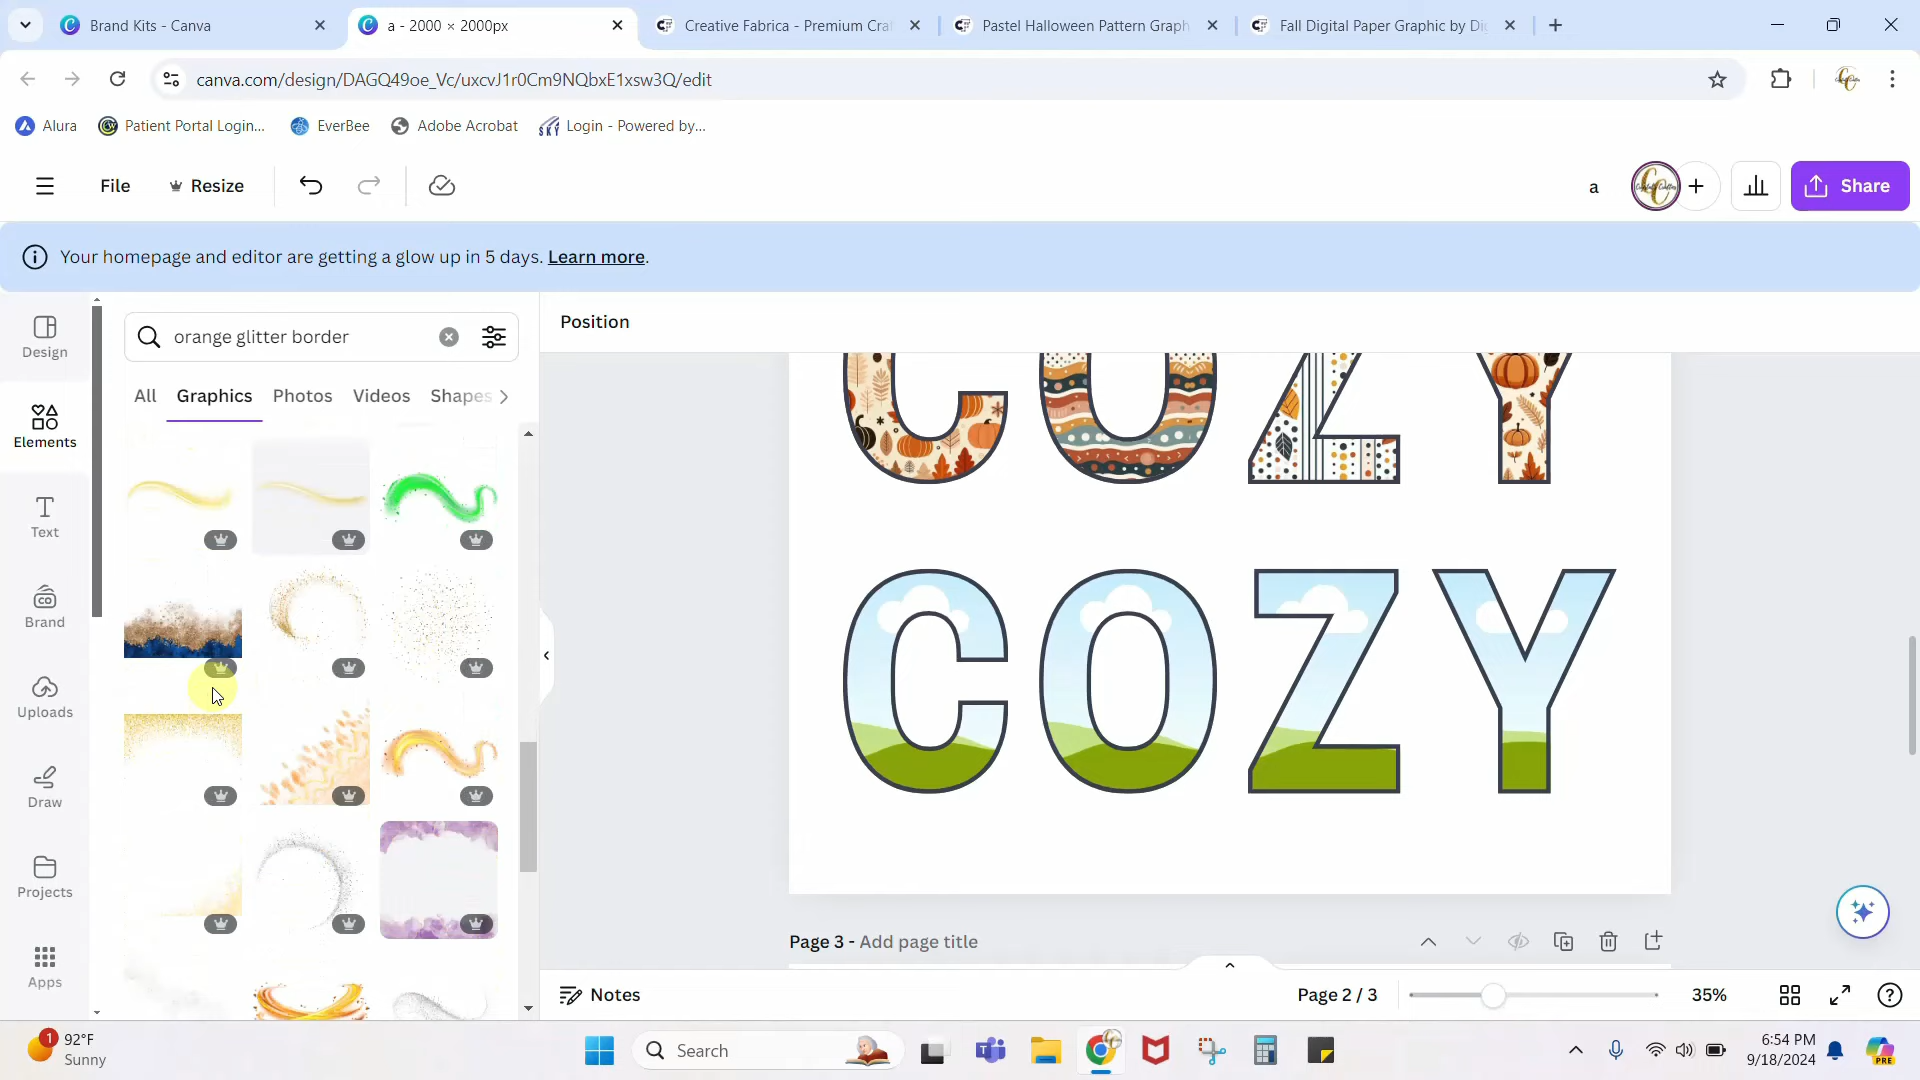 Brand Kits - Canva
a - 2000 × 2000px
Creative Fabrica - Premium Cra
Pastel Halloween Pattern Graph
Fall Digital Paper Graphic by Di
canva.com/design/DAGQ49oe_Vc/uxcvJ1r0Cm9NQbxE1xsw3Q/edit
Alura
Patient Portal Login...
EverBee
Adobe Acrobat
Login - Powered by...
File
Resize
a
Share
Your homepage and editor are getting a glow up in 5 days. Learn more.
Design
Elements
Text
Brand
Uploads
Draw
Projects
Apps
orange glitter border
All
Graphics
Photos
Videos
Shapes
Position
COZY
COZY
Page 3 - Add page title
Notes
Page 2 / 3
35%
1
92°F
Sunny
Search
6:54 PM
9/18/2024
PRE